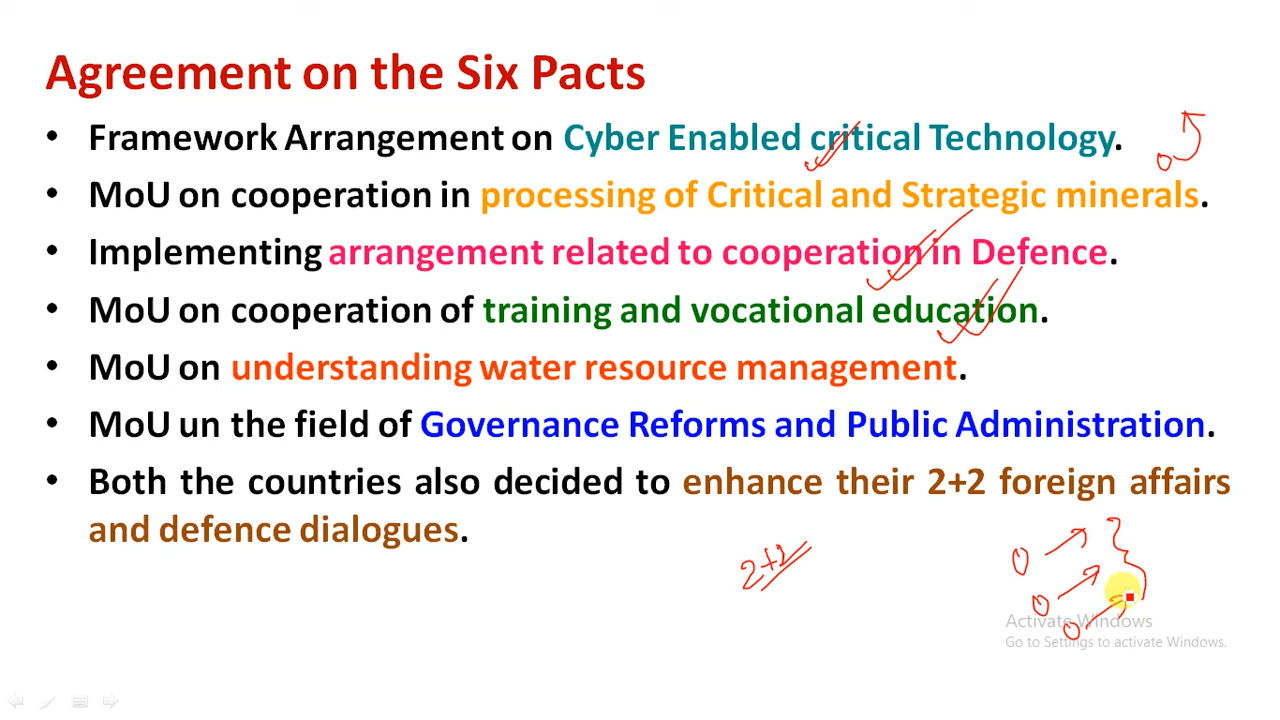 Agreement on the Six Pacts
• Framework Arrangement on Cyber Enabled critical Technology.
• MoU on cooperation in processing of Critical and Strategic minerals.
• Implementing arrangement related to cooperation in Defence.
• MoU on cooperation of training and vocational education.
• MoU on understanding water resource management.
• MoU un the field of Governance Reforms and Public Administration.
• Both the countries also decided to enhance their 2+2 foreign affairs
and defence dialogues.
2+2
Activate Windows
Go to Settings to activate Windows.